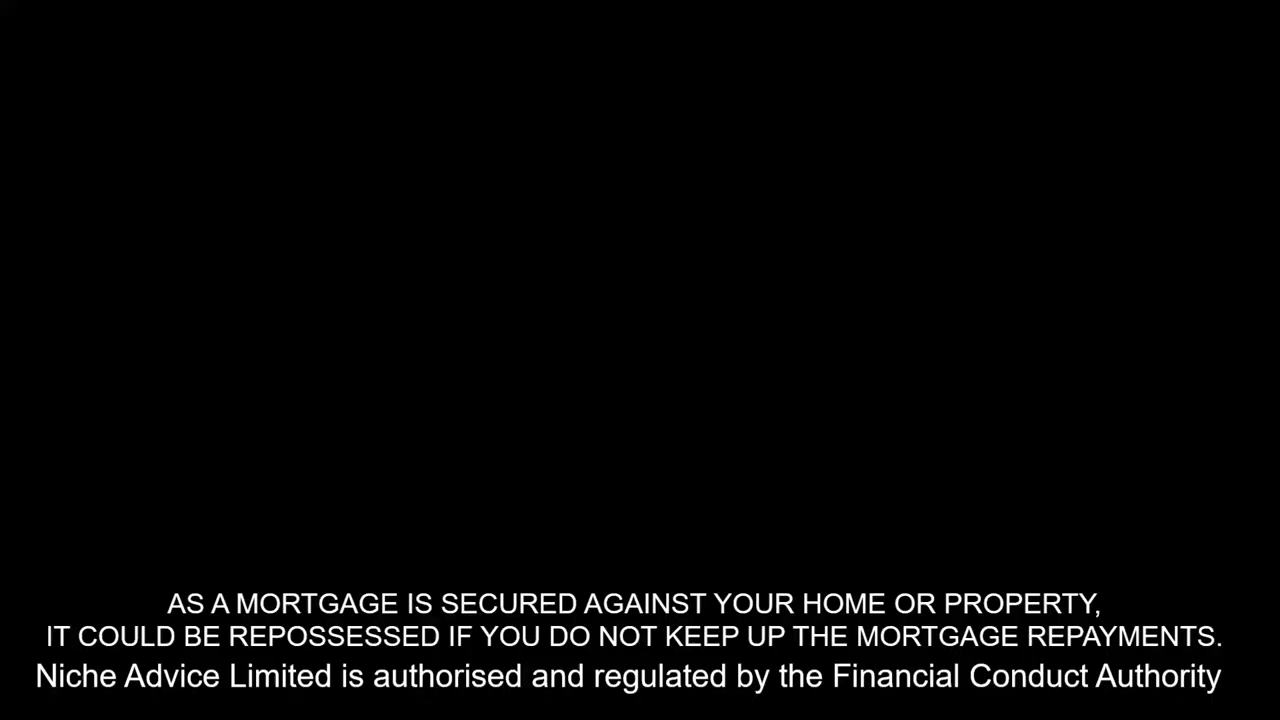 AS A MORTGAGE IS SECURED AGAINST YOUR HOME OR PROPERTY,
IT COULD BE REPOSSESSED IF YOU DO NOT KEEP UP THE MORTGAGE REPAYMENTS.
Niche Advice Limited is authorised and regulated by the Financial Conduct Authority